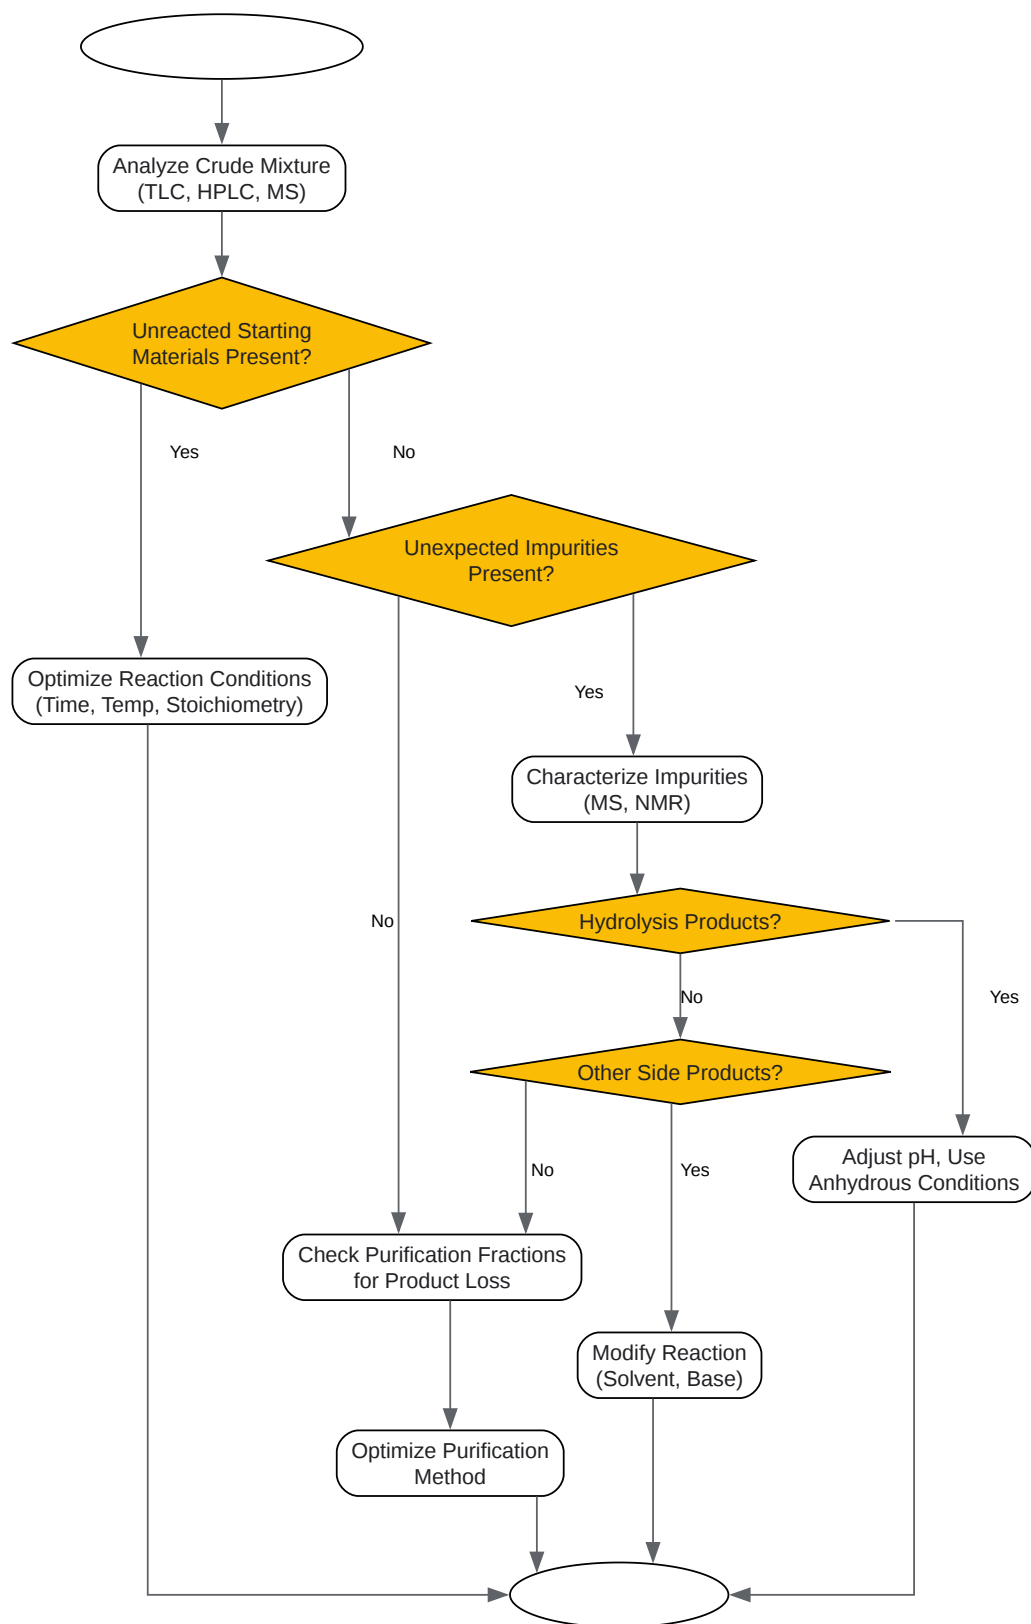 Analyze Crude Mixture
(TLC, HPLC, MS)
Unreacted Starting
Materials Present?
Yes
No
Unexpected Impurities
Present?
Optimize Reaction Conditions
(Time, Temp, Stoichiometry)
Yes
Characterize Impurities
(MS, NMR)
No
Hydrolysis Products?
No
Yes
Other Side Products?
No
Yes
Adjust pH, Use
Anhydrous Conditions
Check Purification Fractions
for Product Loss
Modify Reaction
(Solvent, Base)
Optimize Purification
Method